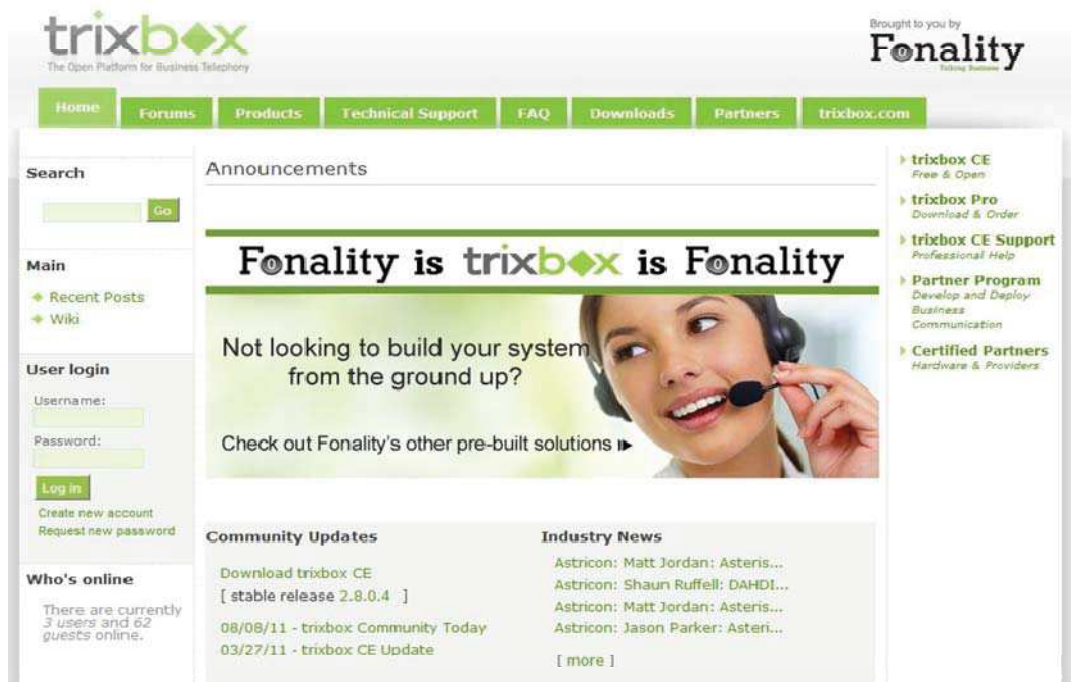 trixbox
The Open Platform for Business Telephony
Brought to you by
Fonality
Talking Business
Home
Forums
Products
Technical Support
FAQ
Downloads
Partners
trixbox.com
Search
Go
Main
Recent Posts
Wiki
User login
Username:
Password:
Log in
Create new account
Request new password
Who's online
There are currently
3 users and 62
guests online.
Announcements
Fonality is trixbox is Fonality
Not looking to build your system
from the ground up?
Check out Fonality's other pre-built solutions
Community Updates
Download trixbox CE
[ stable release 2.8.0.4 ]
08/08/11 - trixbox Community Today
03/27/11 - trixbox CE Update
Industry News
Astricon: Matt Jordan: Asteris...
Astricon: Shaun Ruffell: DAHDI...
Astricon: Matt Jordan: Asteris...
Astricon: Jason Parker: Asteri...
[ more ]
trixbox CE
Free & Open
trixbox Pro
Download & Order
trixbox CE Support
Professional Help
Partner Program
Develop and Deploy
Business
Communication
Certified Partners
Hardware & Providers